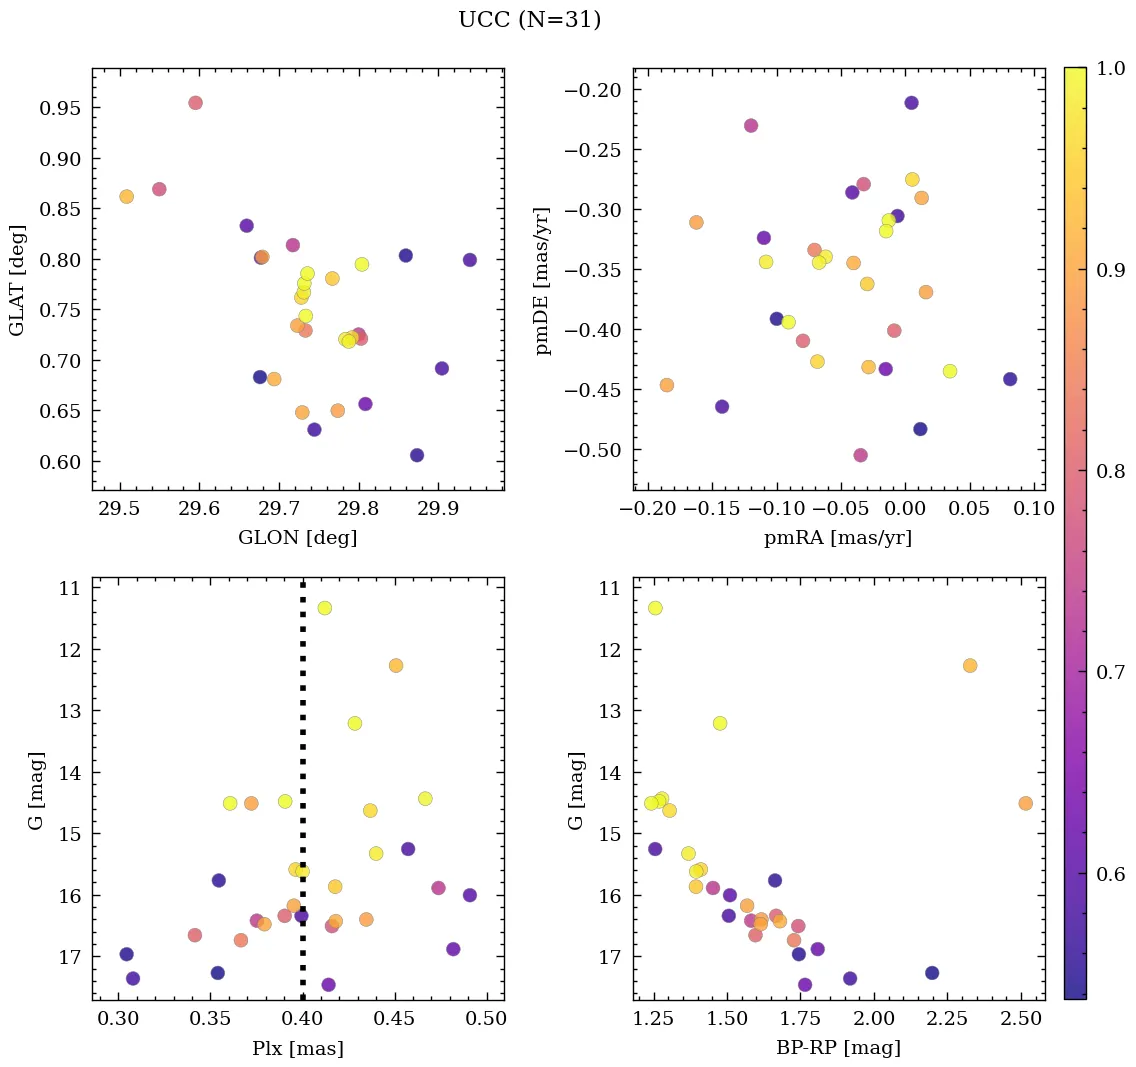 UCC (N=31)
0.95
0.90
0.85
0.80
0.75
0.70
0.65
0.60
GLAT [deg]
29.5 29.6 29.7 29.8 29.9
GLON [deg]
−0.20
−0.25
−0.30
−0.35
−0.40
−0.45
−0.50
pmDE [mas/yr]
−0.20 −0.15 −0.10 −0.05 0.00 0.05 0.10
pmRA [mas/yr]
11
12
13
14
15
16
17
G [mag]
0.30 0.35 0.40 0.45 0.50
Plx [mas]
11
12
13
14
15
16
17
G [mag]
1.25 1.50 1.75 2.00 2.25 2.50
BP-RP [mag]
1.0
0.9
0.8
0.7
0.6